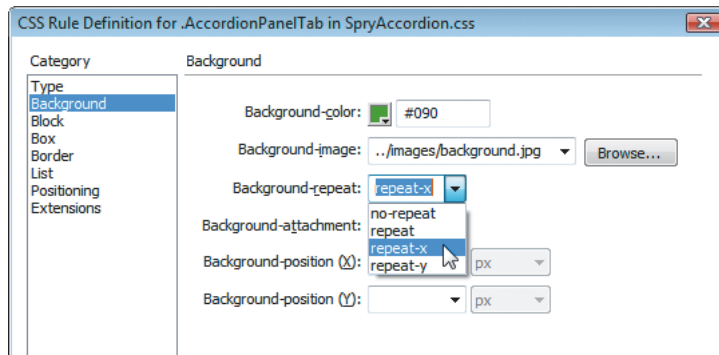 CSS Rule Definition for .AccordionPanelTab in SpryAccordion.css
Category
Type
Background
Block
Box
Border
List
Positioning
Extensions
Background
Background-color: #090
Background-image: ../images/background.jpg Browse...
Background-repeat: repeat-x
no-repeat
repeat
repeat-x
repeat-y
Background-attachment:
Background-position (X): px
Background-position (Y): px